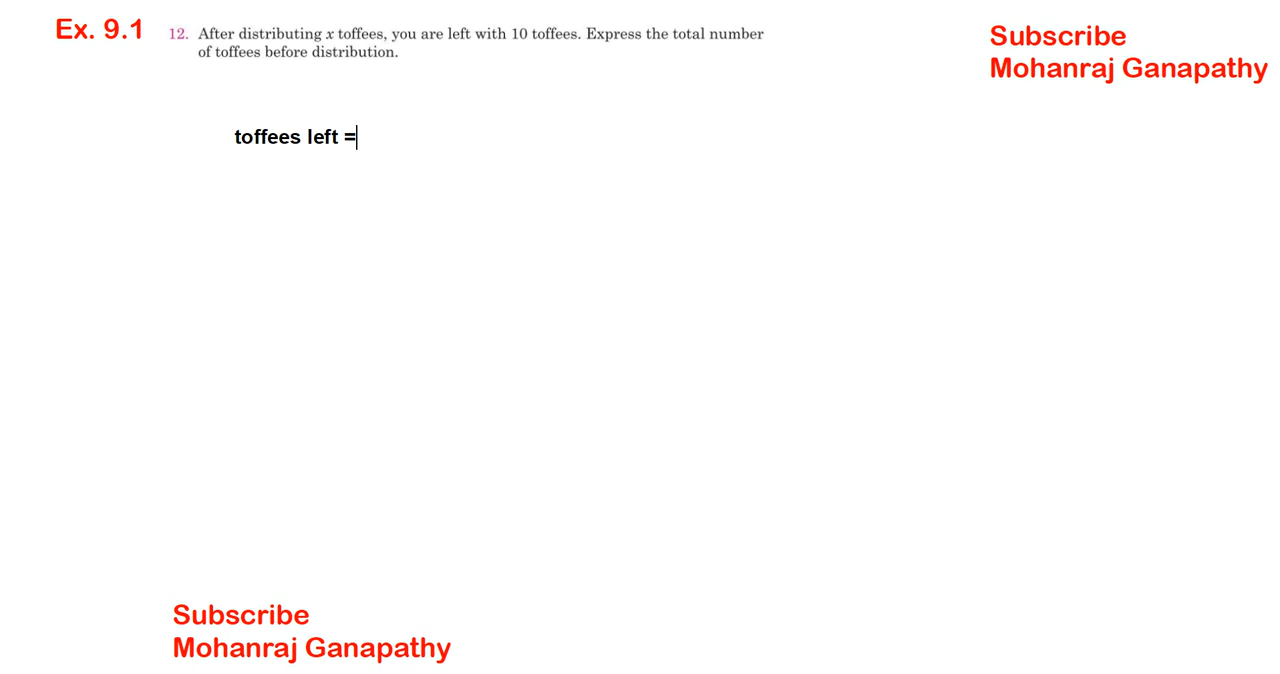 Ex. 9.1
12. After distributing x toffees, you are left with 10 toffees. Express the total number
of toffees before distribution.
Subscribe
Mohanraj Ganapathy
toffees left =
Subscribe
Mohanraj Ganapathy